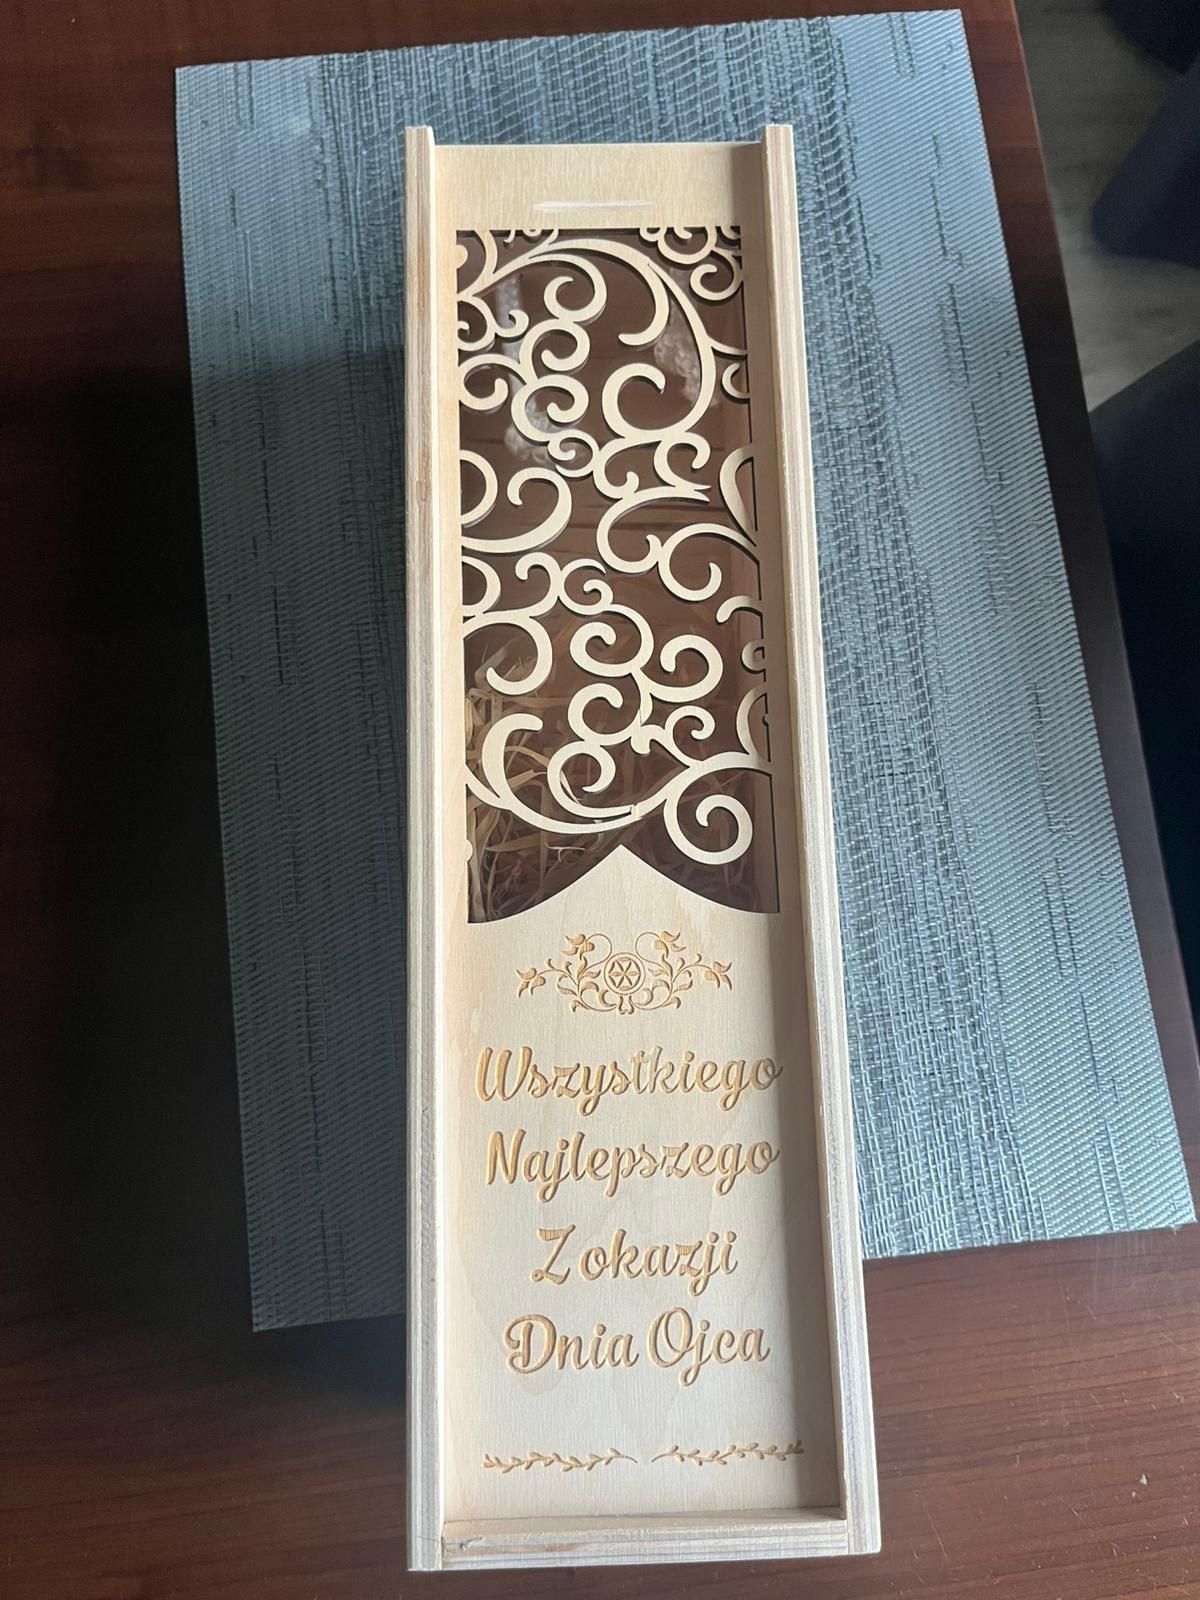 Wszystkiego
Najlepszego
Z okazji
Dnia Ojca